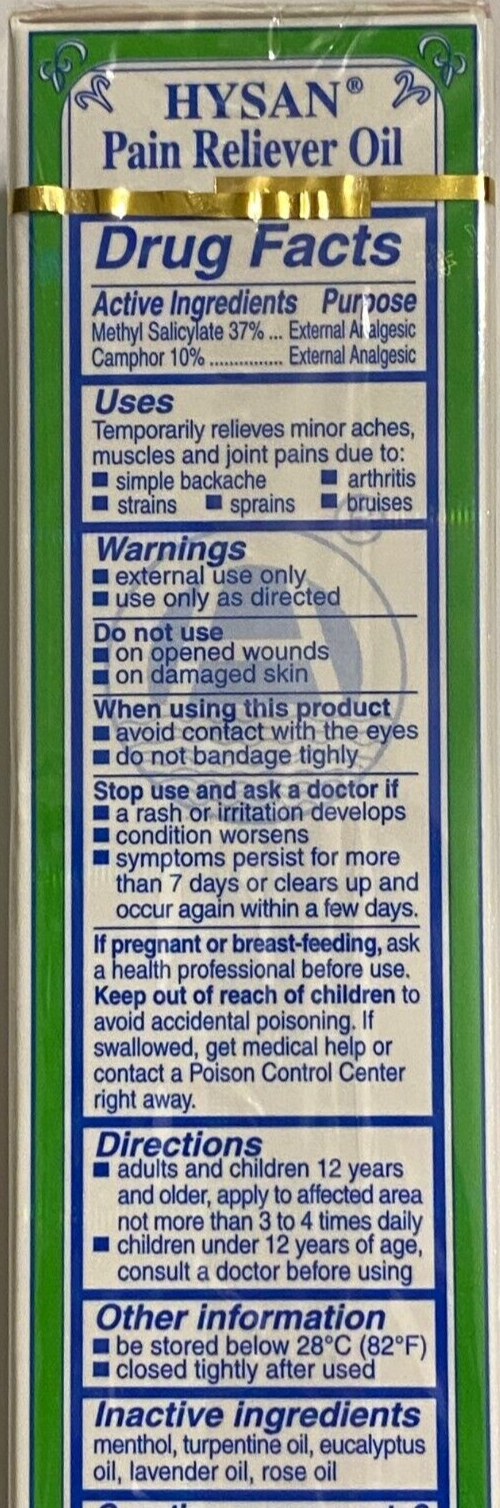 HYSAN®
Pain Reliever Oil
Drug Facts
Active Ingredients Purpose
Methyl Salicylate 37% ... External Analgesic
Camphor 10% ............... External Analgesic
Uses
Temporarily relieves minor aches,
muscles and joint pains due to:
■ simple backache ■ arthritis
■ strains ■ sprains ■ bruises
®
Warnings
■ external use only
■ use only as directed
Do not use
■ on opened wounds
■ on damaged skin
When using this product
■ avoid contact with the eyes
■ do not bandage tighly
Stop use and ask a doctor if
■ a rash or irritation develops
■ condition worsens
■ symptoms persist for more
than 7 days or clears up and
occur again within a few days.
If pregnant or breast-feeding, ask
a health professional before use.
Keep out of reach of children to
avoid accidental poisoning. If
swallowed, get medical help or
contact a Poison Control Center
right away.
Directions
■ adults and children 12 years
and older, apply to affected area
not more than 3 to 4 times daily
■ children under 12 years of age,
consult a doctor before using
Other information
■ be stored below 28°C (82°F)
■ closed tightly after used
Inactive ingredients
menthol, turpentine oil, eucalyptus
oil, lavender oil, rose oil